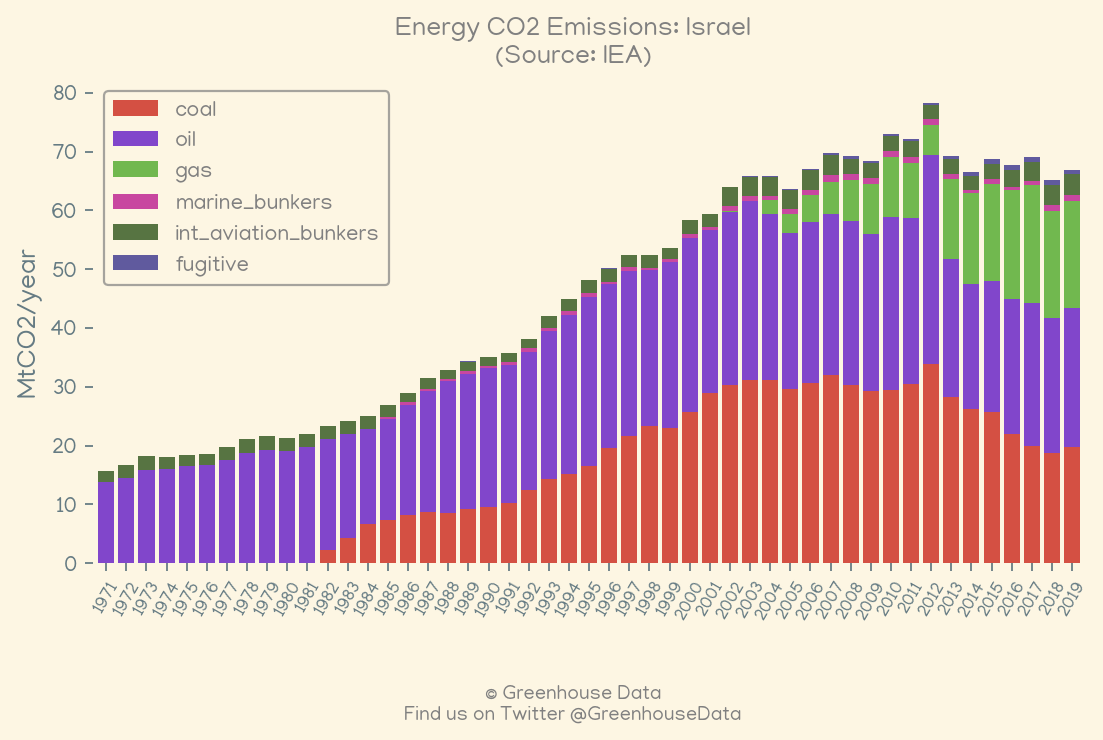 Energy CO2 Emissions: Israel
(Source: IEA)
MtCO2/year
80
70
60
50
40
30
20
10
0
coal
oil
gas
marine_bunkers
int_aviation_bunkers
fugitive
1971 1972 1973 1974 1975 1976 1977 1978 1979 1980 1981 1982 1983 1984 1985 1986 1987 1988 1989 1990 1991 1992 1993 1994 1995 1996 1997 1998 1999 2000 2001 2002 2003 2004 2005 2006 2007 2008 2009 2010 2011 2012 2013 2014 2015 2016 2017 2018 2019
© Greenhouse Data
Find us on Twitter @GreenhouseData